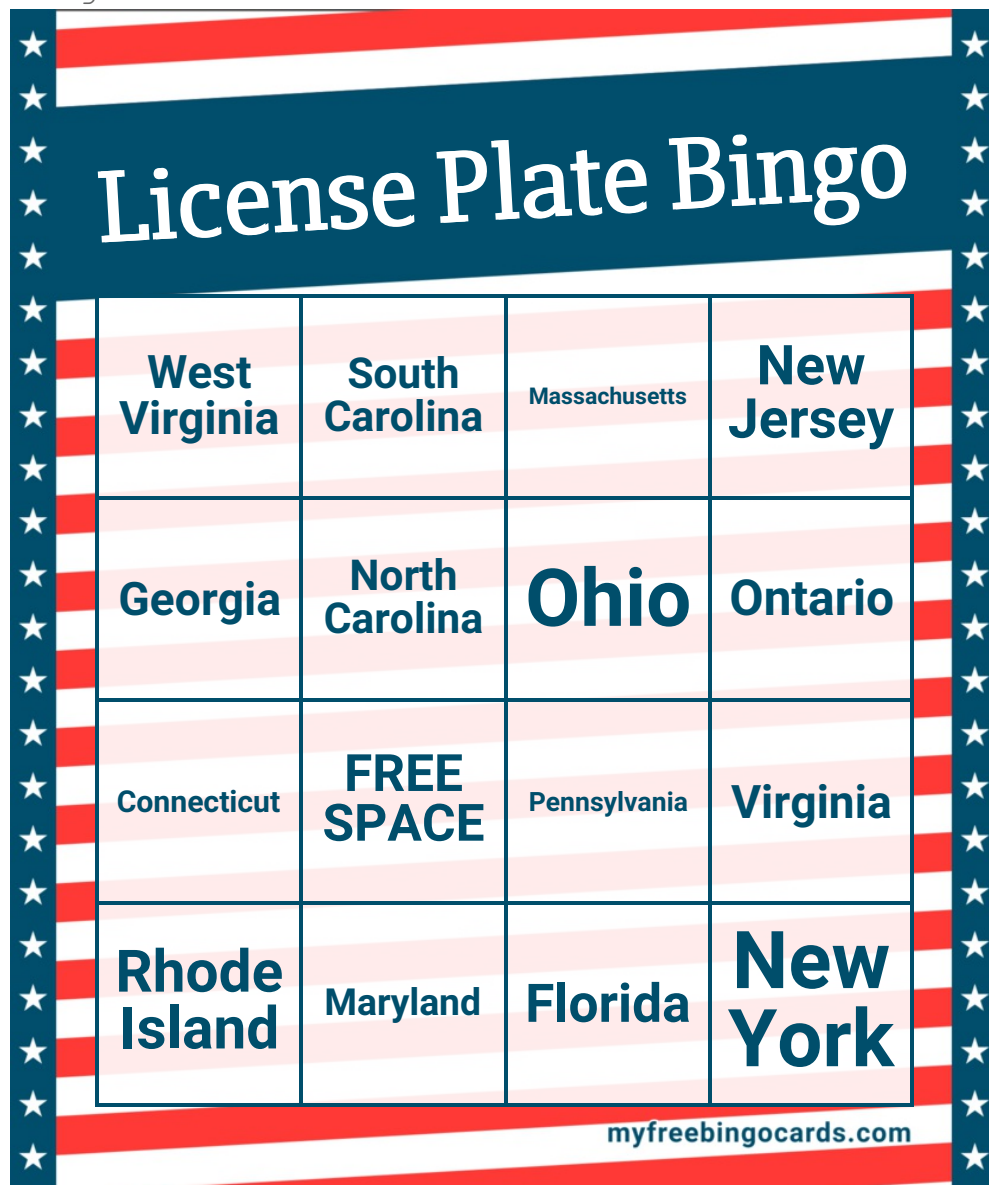 License Plate Bingo
West
Virginia
South
Carolina
Massachusetts
New
Jersey
Georgia
North
Carolina
Ohio
Ontario
Connecticut
FREE
SPACE
Pennsylvania
Virginia
Rhode
Island
Maryland
Florida
New
York
myfreebingocards.com